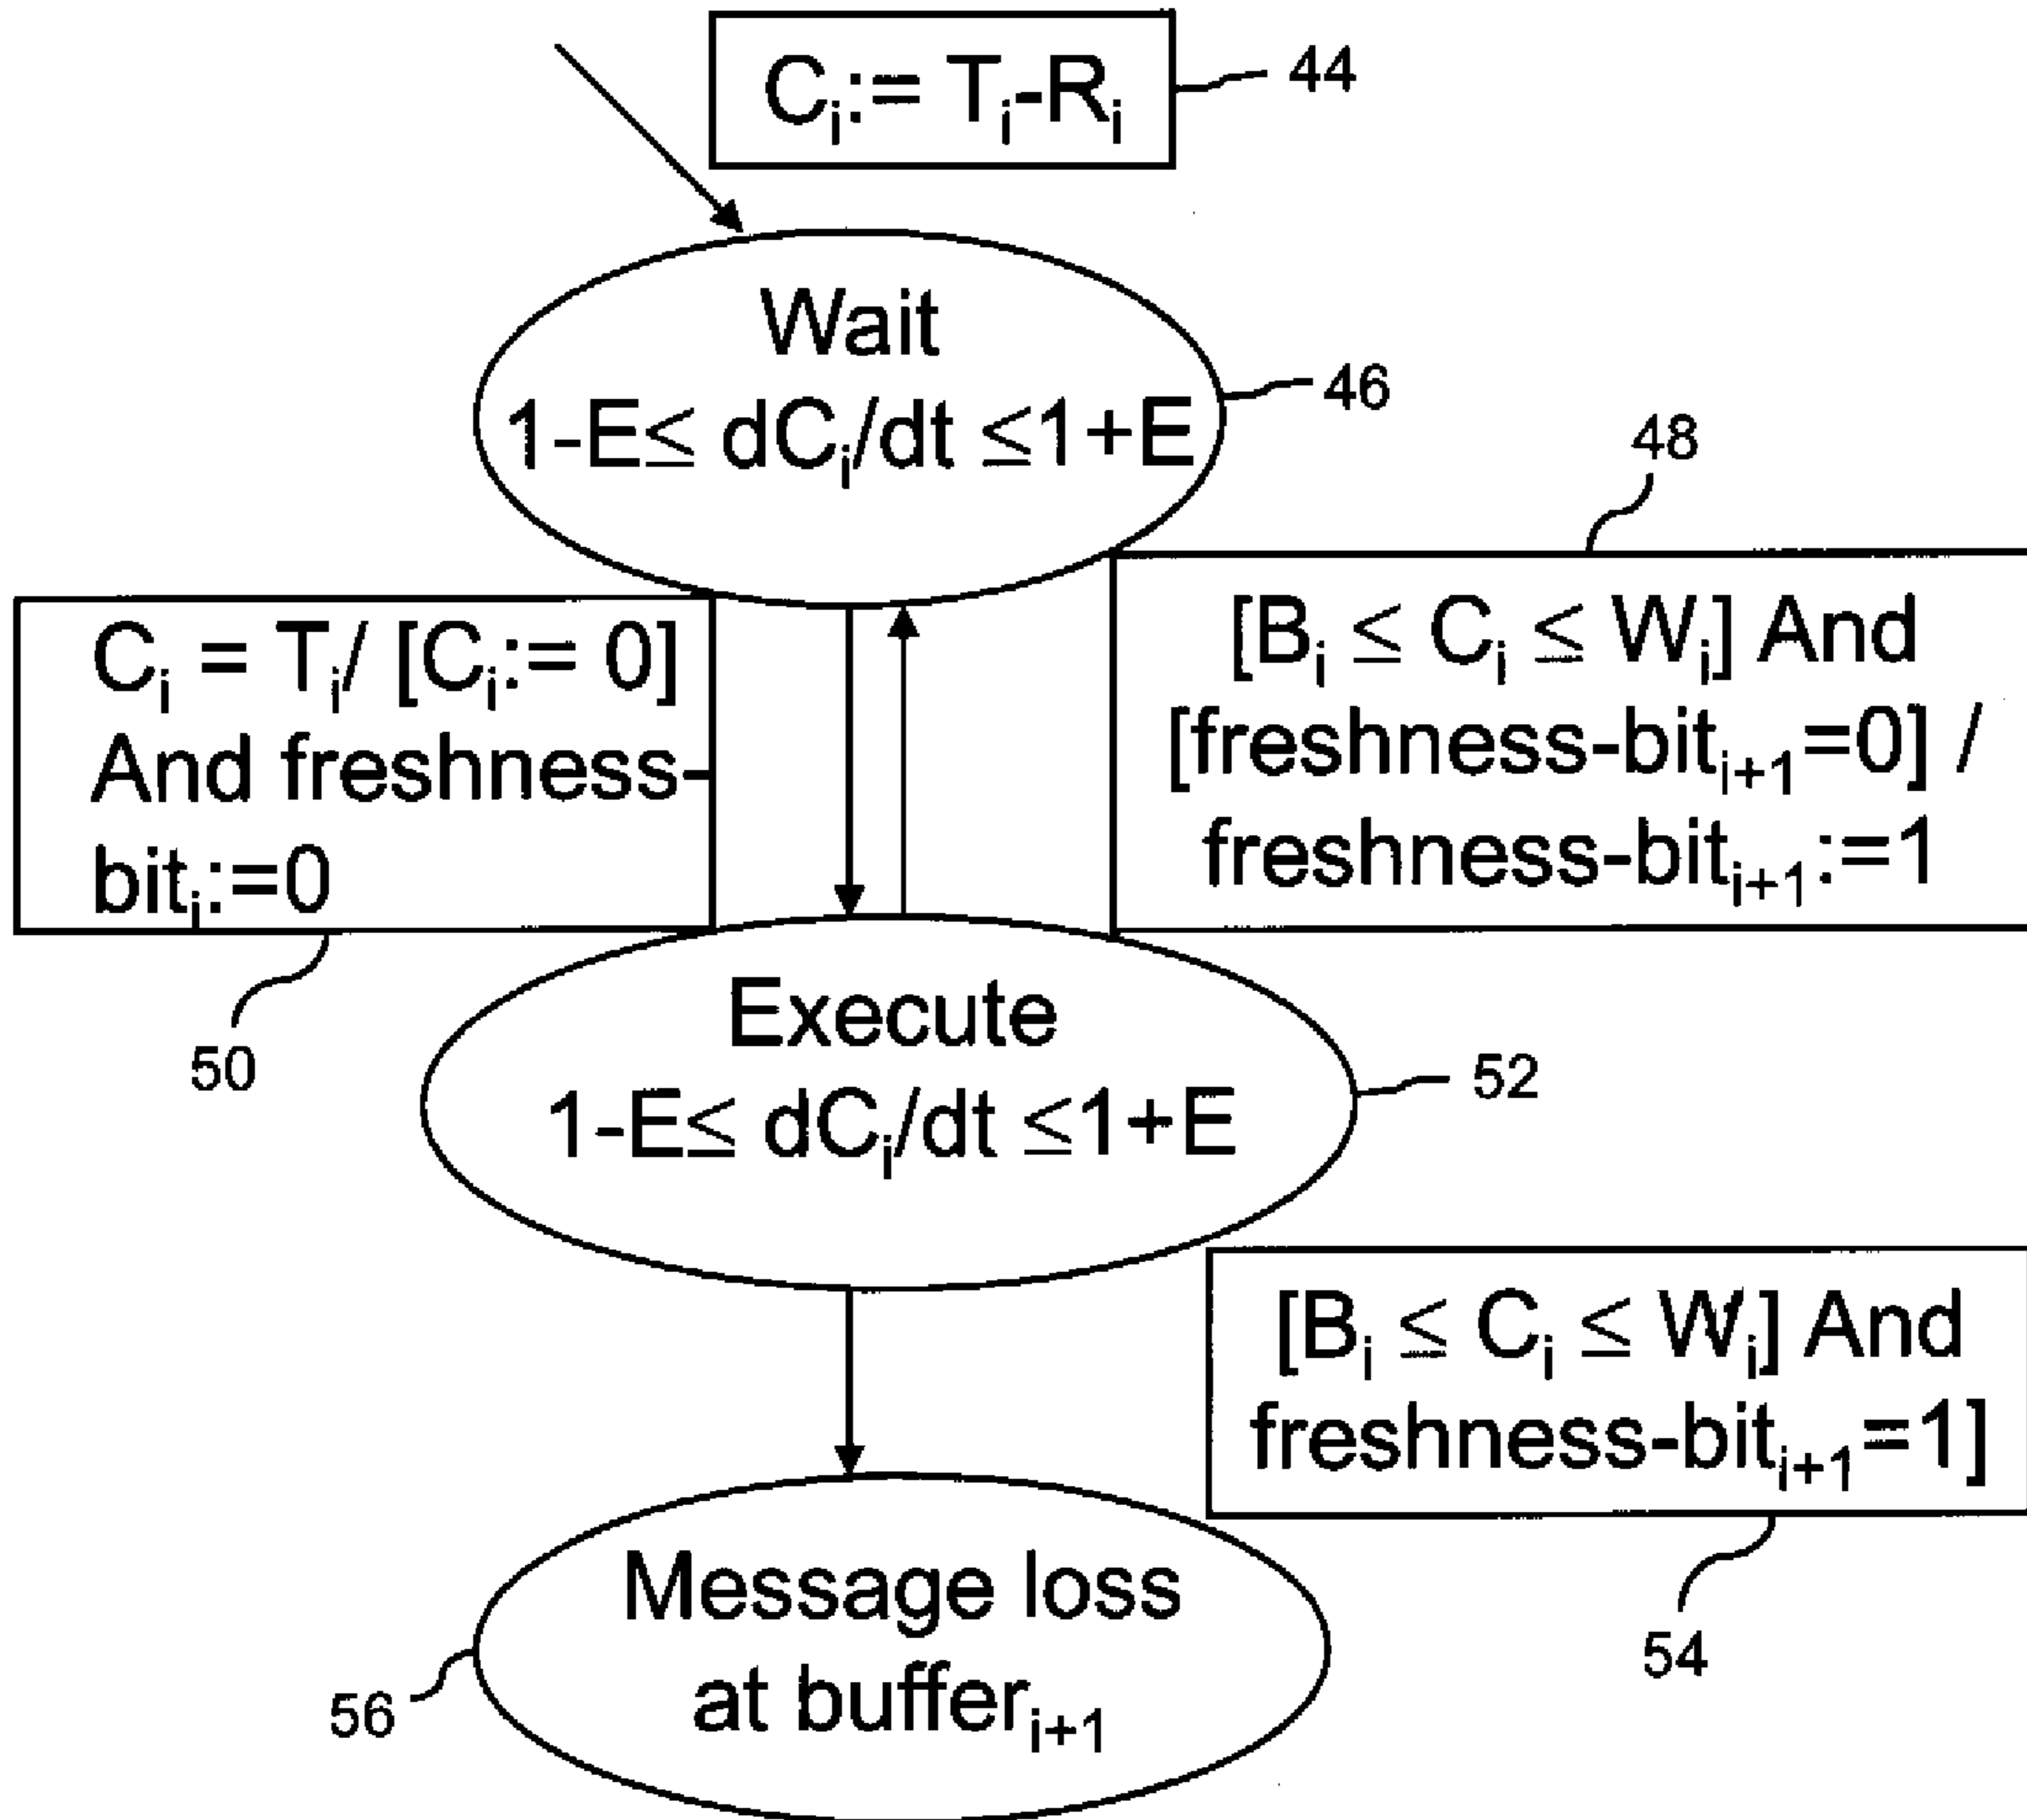 Cᵢ:= Tᵢ-Rᵢ
44
Wait
1-E≤ dCᵢ/dt ≤1+E
46
48
Cᵢ = Tᵢ/ [Cᵢ:= 0]
And freshness-
bitᵢ:=0
50
[Bᵢ ≤ Cᵢ ≤ Wᵢ] And
[freshness-bitᵢ₊₁=0] /
freshness-bitᵢ₊₁:=1
Execute
1-E≤ dCᵢ/dt ≤1+E
52
[Bᵢ ≤ Cᵢ ≤ Wᵢ] And
freshness-bitᵢ₊₁=1]
54
Message loss
at bufferᵢ₊₁
56